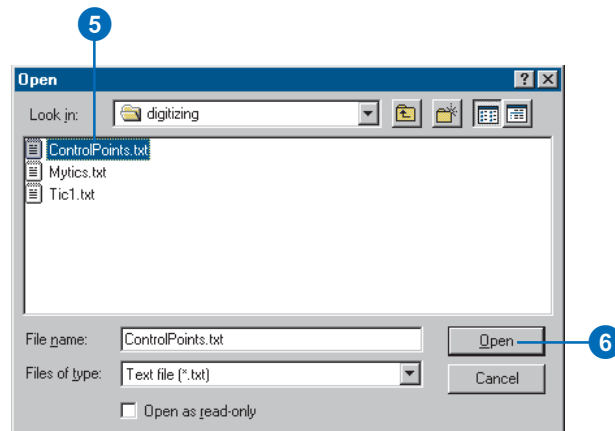 5
Open
Look in: digitizing
ControlPoints.txt
Mytics.txt
Tic1.txt
File name: ControlPoints.txt Open 6
Files of type: Text file (*.txt) Cancel
Open as read-only